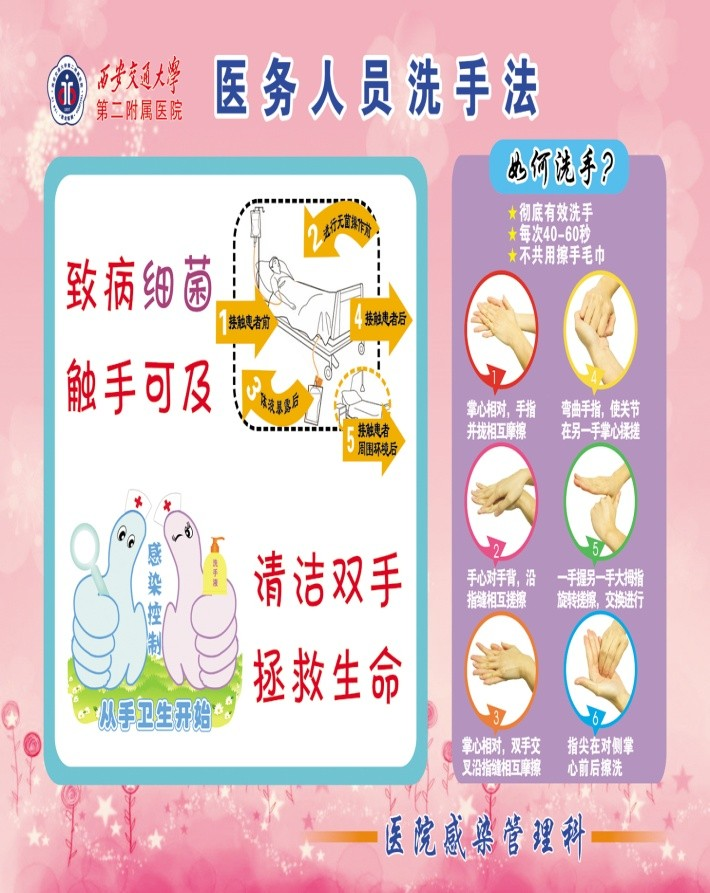 西安交通大学
第二附属医院
医务人员洗手法
致病细菌
触手可及
1 接触患者前
2 进行无菌操作前
3 体液暴露后
4 接触患者后
5 接触患者
周围环境后
感染控制
洗手液
从手卫生开始
清洁双手
拯救生命
如何洗手?
★彻底有效洗手
★每次40-60秒
★不共用擦手毛巾
1
掌心相对，手指
并拢相互摩擦
2
手心对手背，沿
指缝相互搓擦
3
掌心相对，双手交
叉沿指缝相互摩擦
4
弯曲手指，使关节
在另一手掌心揉搓
5
一手握另一手大拇指
旋转搓擦，交换进行
6
指尖在对侧掌
心前后擦洗
医院感染管理科